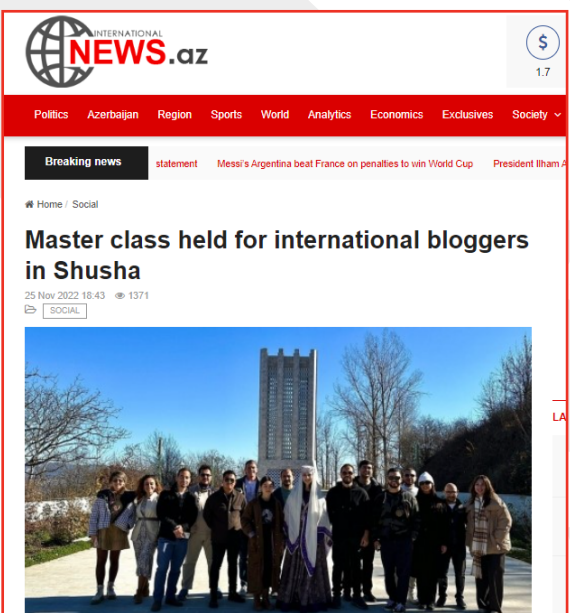 INTERNATIONAL
NEWS.az
$
1.7
Politics Azerbaijan Region Sports World Analytics Economics Exclusives Society
Breaking news statement Messi's Argentina beat France on penalties to win World Cup President Ilham A
Home / Social
Master class held for international bloggers
in Shusha
25 Nov 2022 18:43 1371
SOCIAL
LA